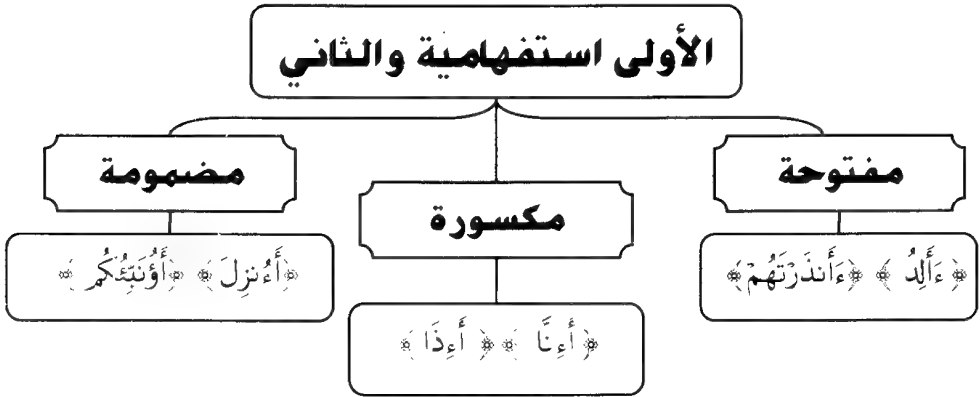 الأولى استفهامية والثاني
مفتوحة
مكسورة
مضمومة
﴿ءَأَلِدُ﴾ ﴿ءَأَنذَرْتَهُمْ﴾
﴿أَءِنَّا﴾ ﴿أَءِذَا﴾
﴿أَءُنزِلَ﴾ ﴿أَؤُنَبِّئُكُم﴾